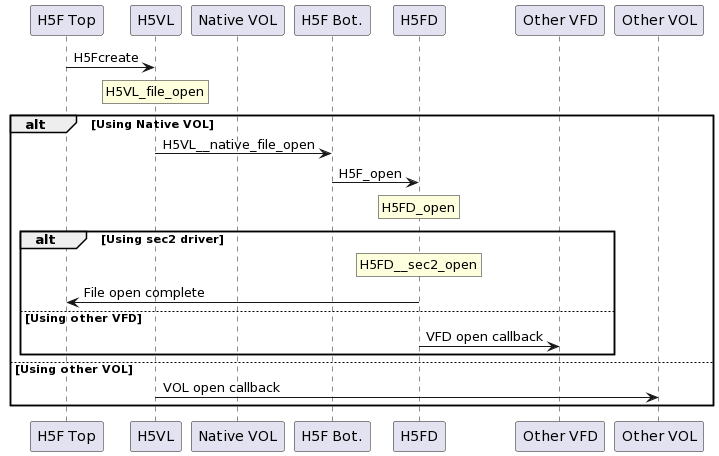 H5F Top H5VL Native VOL H5F Bot. H5FD Other VFD Other VOL
H5Fcreate
H5VL_file_open
alt [Using Native VOL]
H5VL__native_file_open
H5F_open
H5FD_open
alt [Using sec2 driver]
H5FD__sec2_open
File open complete
[Using other VFD]
VFD open callback
[Using other VOL]
VOL open callback
H5F Top H5VL Native VOL H5F Bot. H5FD Other VFD Other VOL